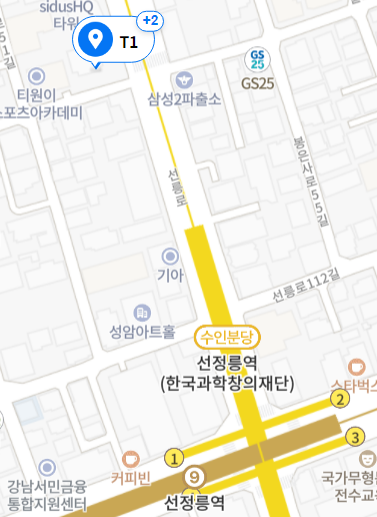 sidusHQ
타워
+2
T1
GS
25
GS25
티원이
스포츠아카데미
삼성2파출소
봉은사로55길
선릉로
기아
선릉로112길
성암아트홀
수인분당
선정릉역
(한국과학창의재단)
스타벅스
2
3
1
커피빈
9
강남서민금융
통합지원센터
선정릉역
4
국가무형
전수교